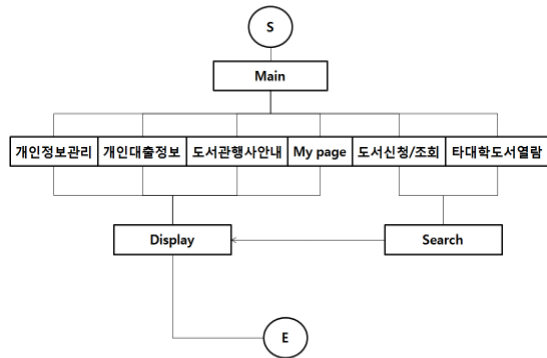 S
Main
개인정보관리
개인대출정보
도서관행사안내
My page
도서신청/조회
타대학도서열람
Display
Search
E